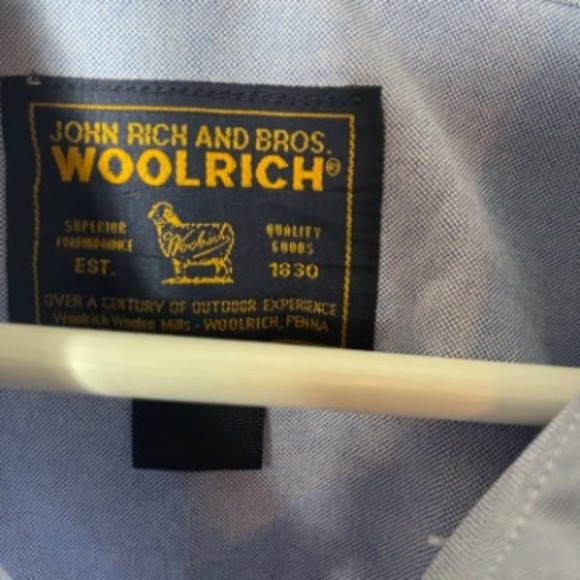 JOHN RICH AND BROS.
WOOLRICH®
SUPERIOR
PERFORMANCE
QUALITY
GOODS
Woolrich
EST.
1830
OVER A CENTURY OF OUTDOOR EXPERIENCE
Woolrich Woolen Mills - WOOLRICH, PENNA